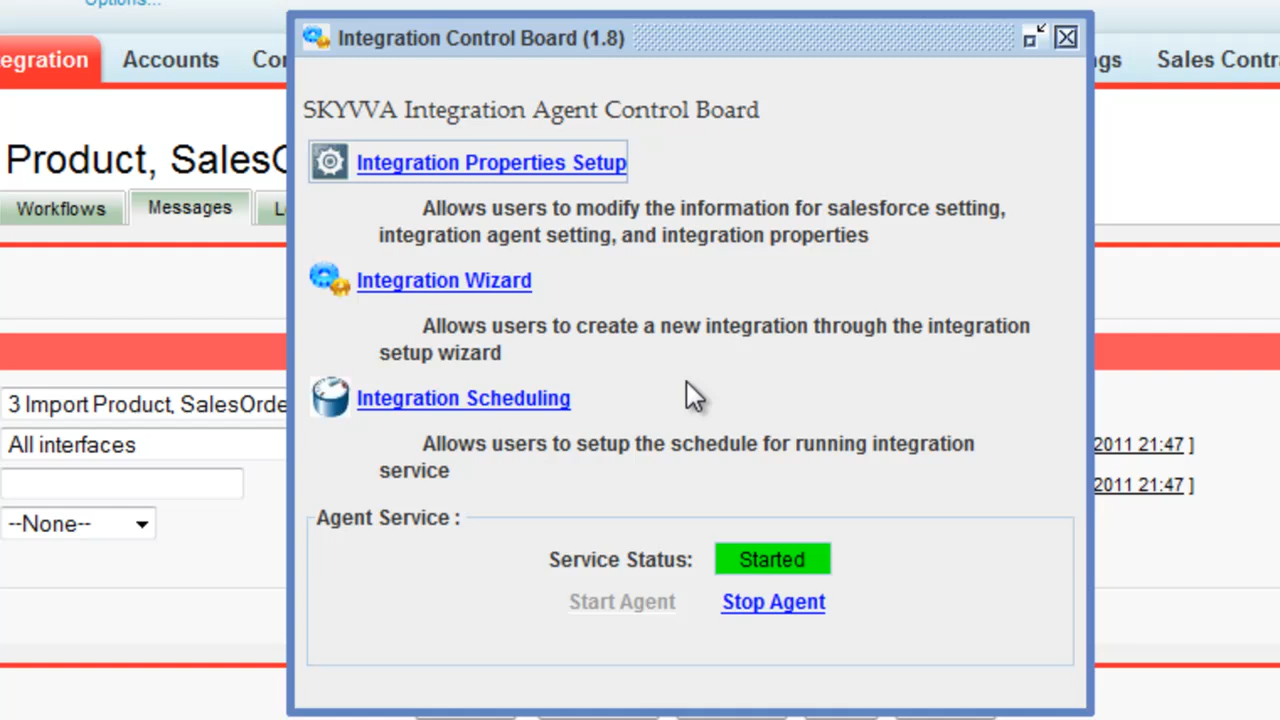 Options...
Integration Control Board (1.8)
egration
Accounts
Sales Contra
SKYVVA Integration Agent Control Board
Product, SalesO
Integration Properties Setup
Workflows
Messages
Allows users to modify the information for salesforce setting,
integration agent setting, and integration properties
Integration Wizard
Allows users to create a new integration through the integration
setup wizard
3 Import Product, SalesOrde
Integration Scheduling
All interfaces
Allows users to setup the schedule for running integration
service
2011 21:47 ]
2011 21:47 ]
--None--
Agent Service :
Service Status:
Started
Start Agent
Stop Agent